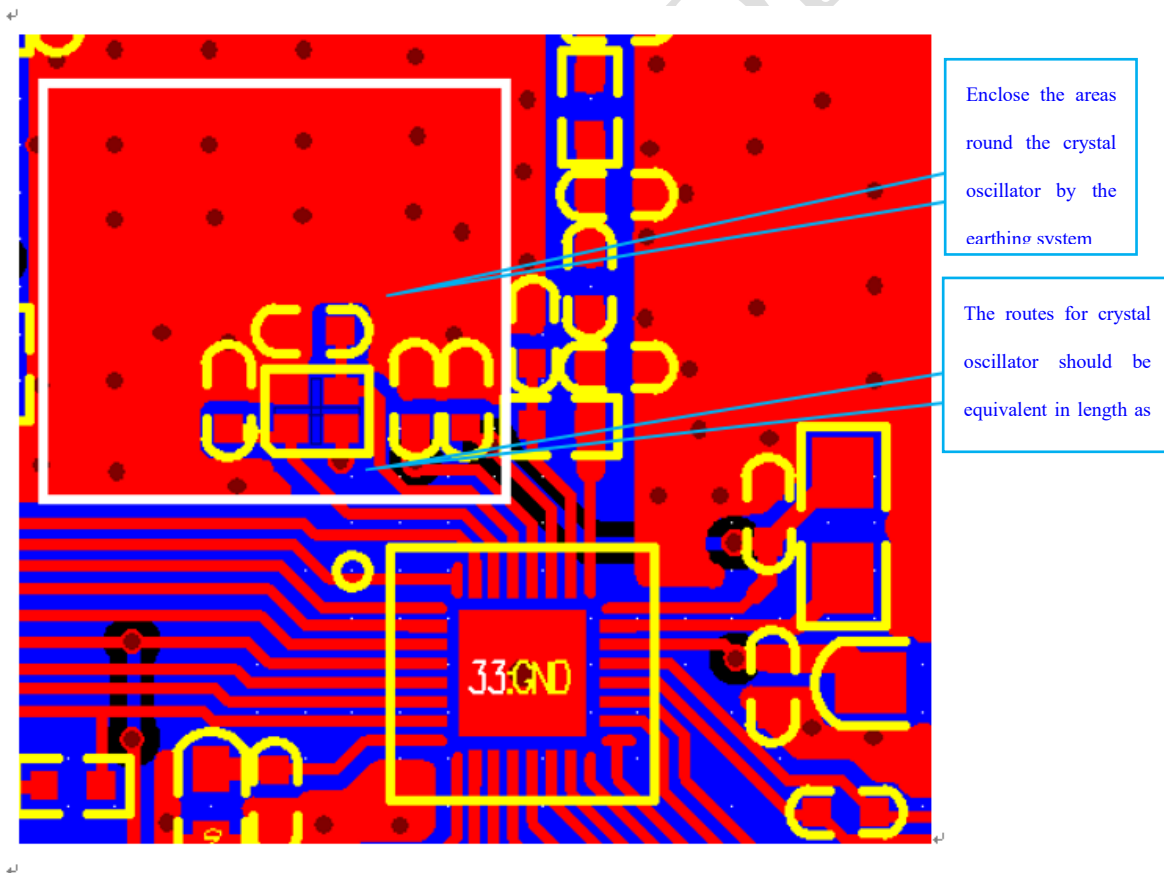 Enclose the areas
round the crystal
oscillator by the
earthing system
The routes for crystal
oscillator should be
equivalent in length as
33:GND